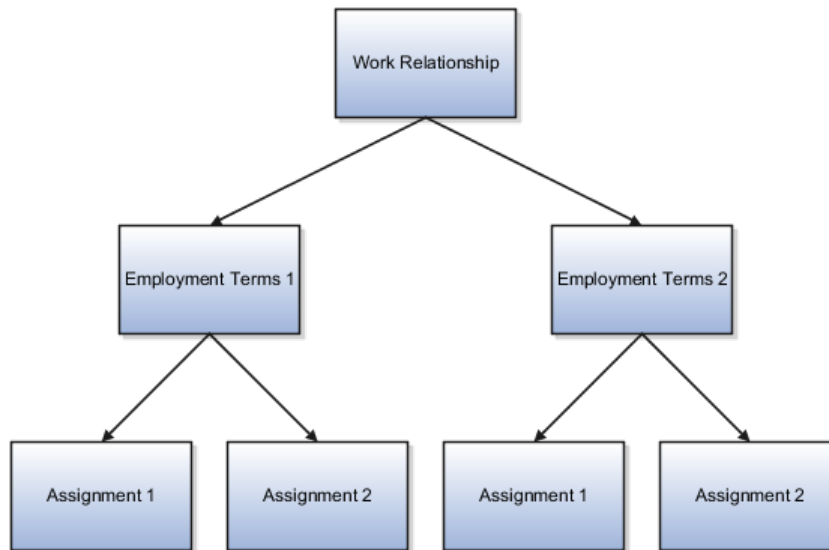 Work Relationship
Employment Terms 1
Employment Terms 2
Assignment 1
Assignment 2
Assignment 1
Assignment 2